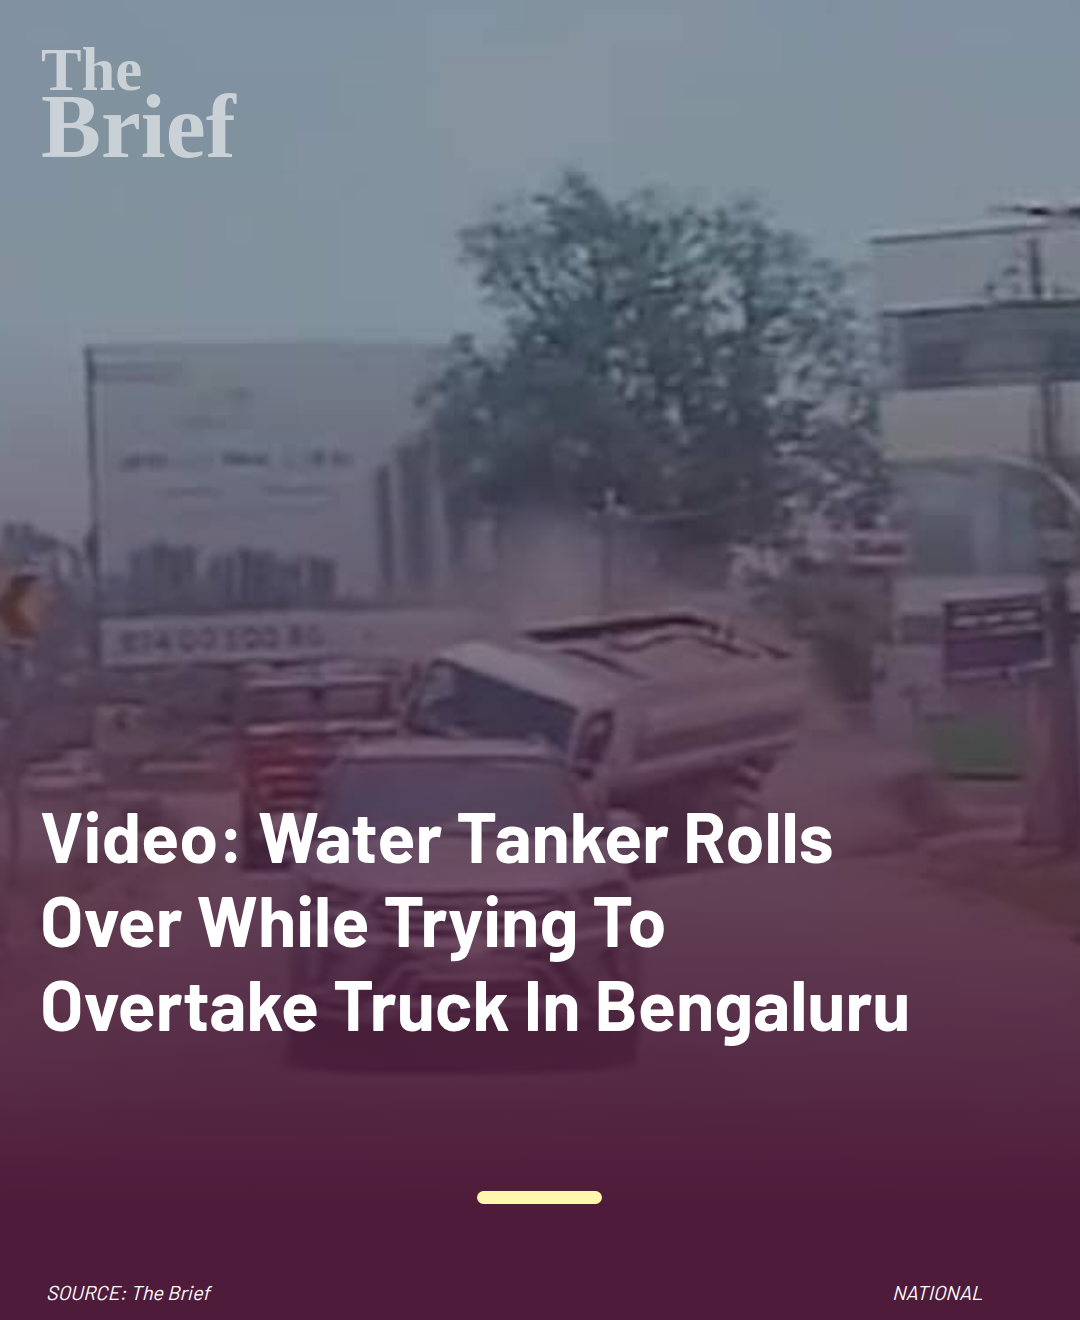 The
Brief
Video: Water Tanker Rolls
Over While Trying To
Overtake Truck In Bengaluru
SOURCE: The Brief
NATIONAL